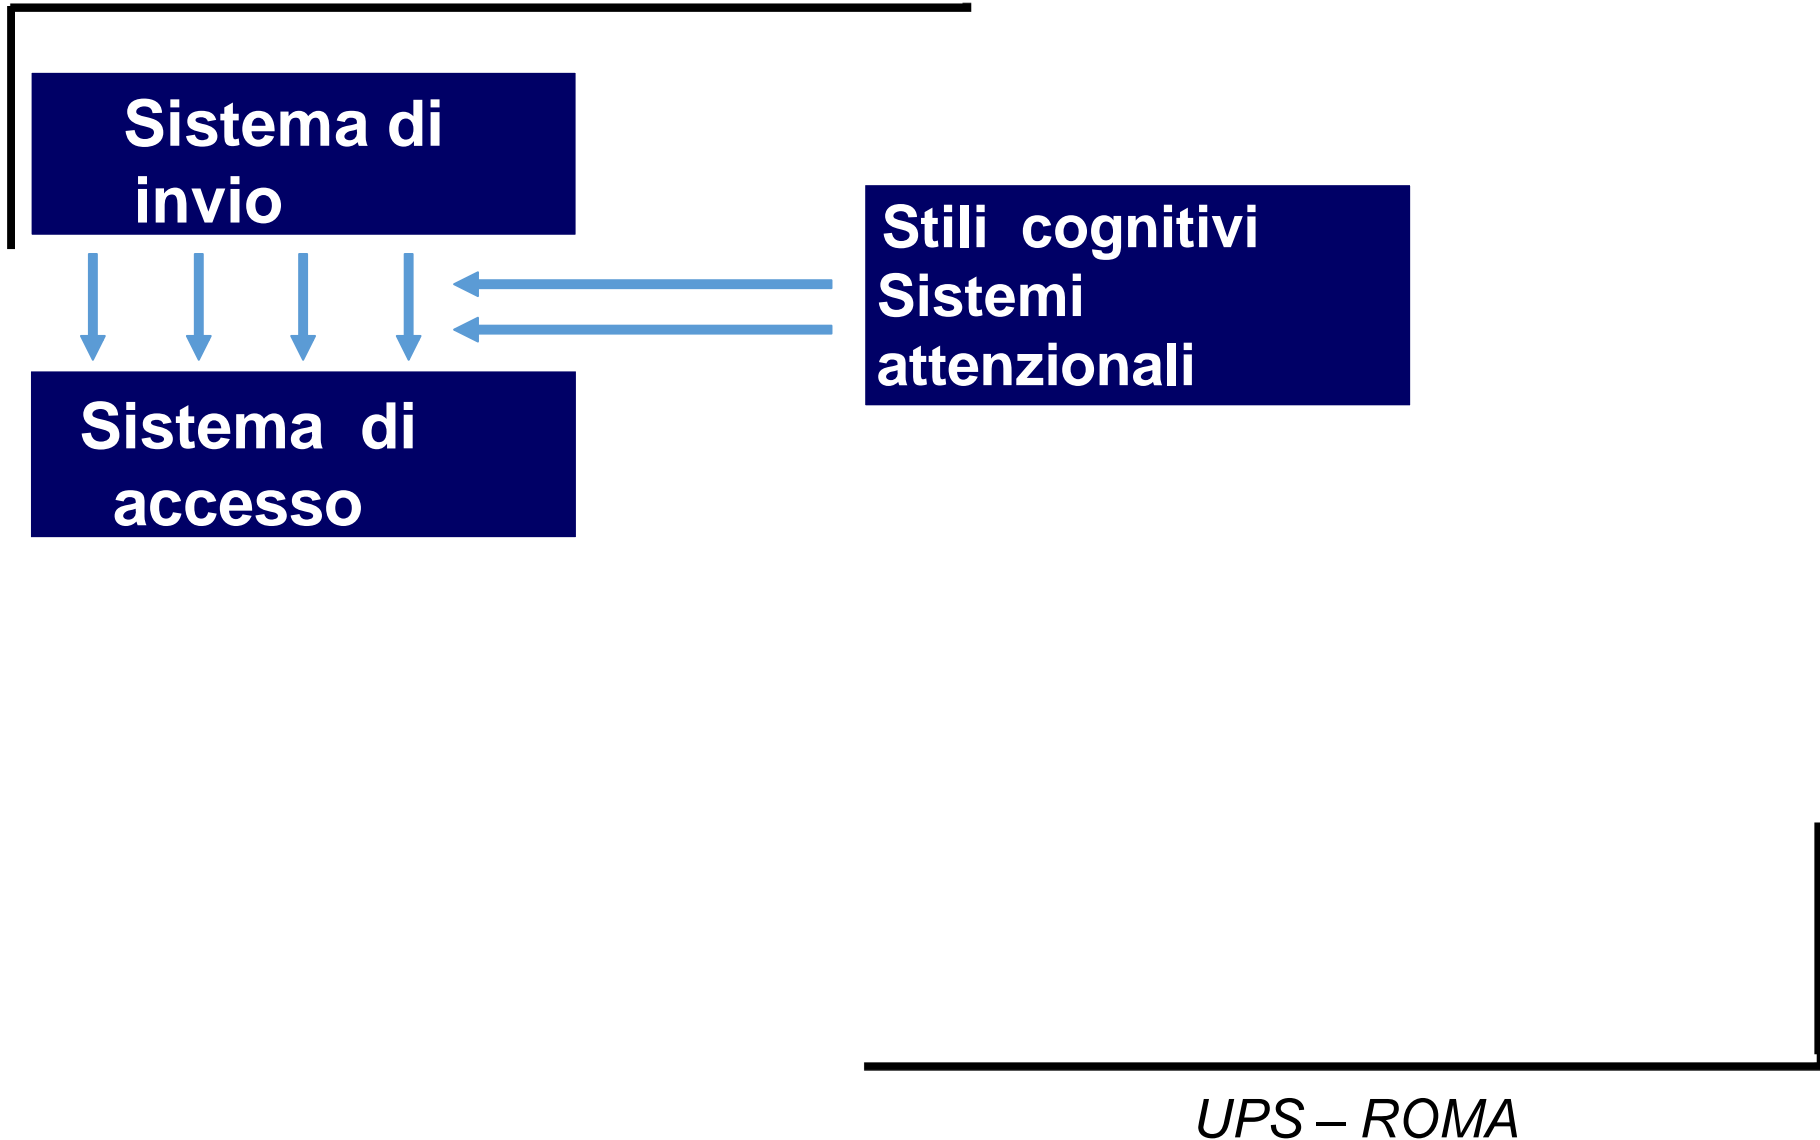 Sistema di
invio
Stili cognitivi
Sistemi
attenzionali
Sistema di
accesso
UPS – ROMA